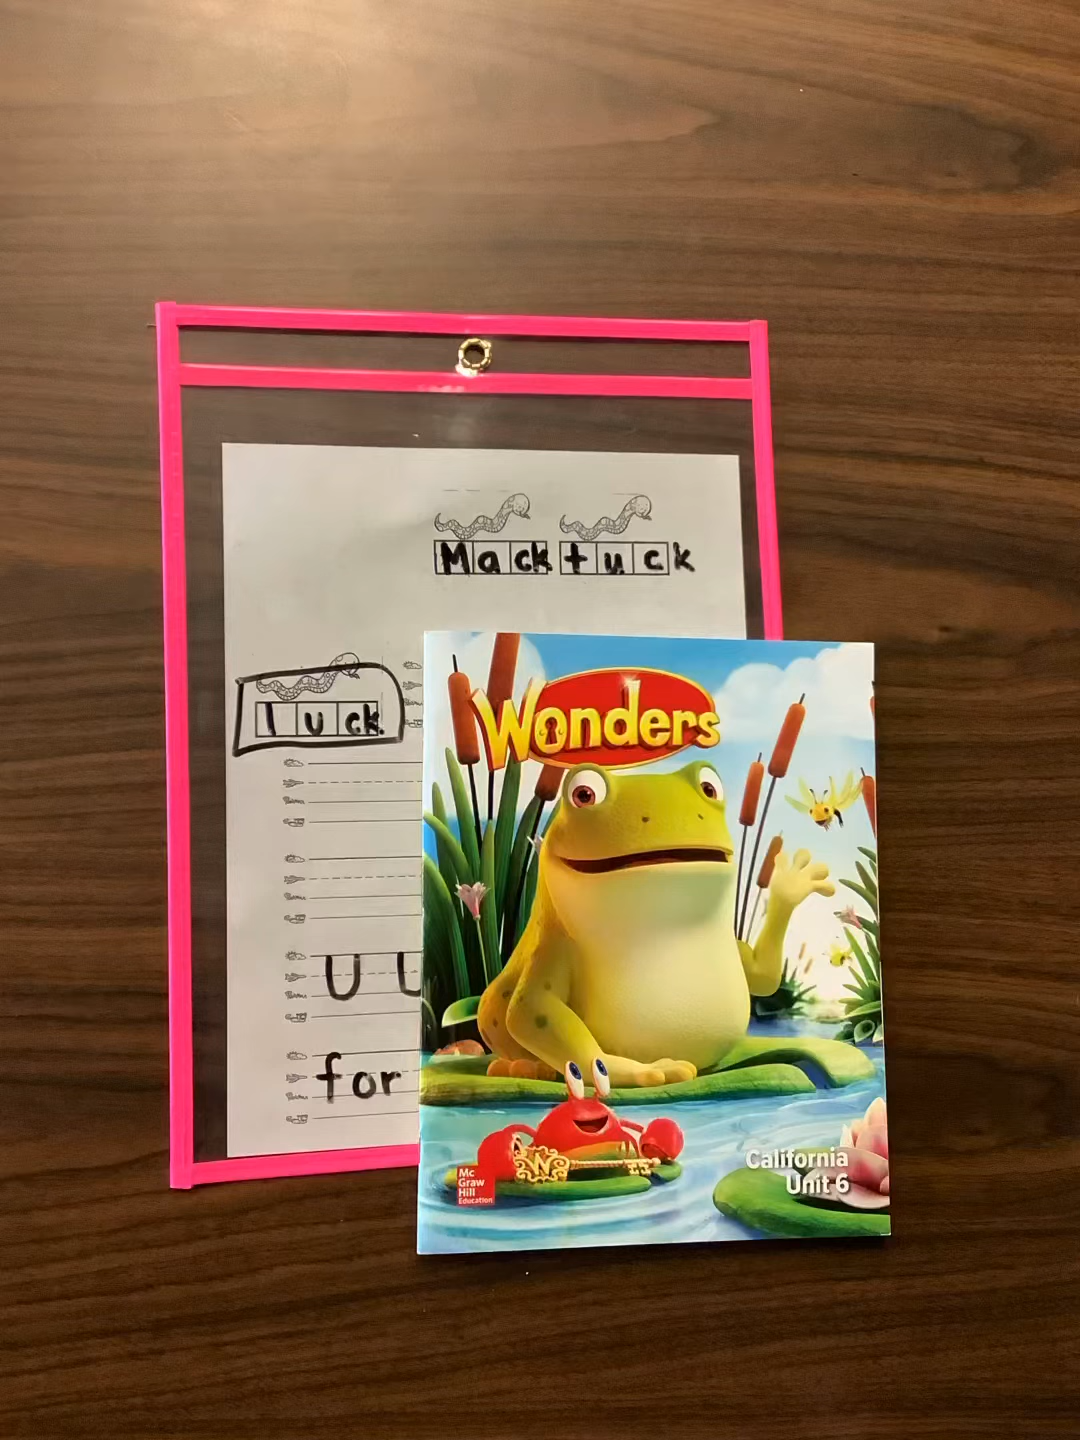 Mack tuck
luck
U U
for
Wonders
Mc
Graw
Hill
Education
W
California
Unit 6